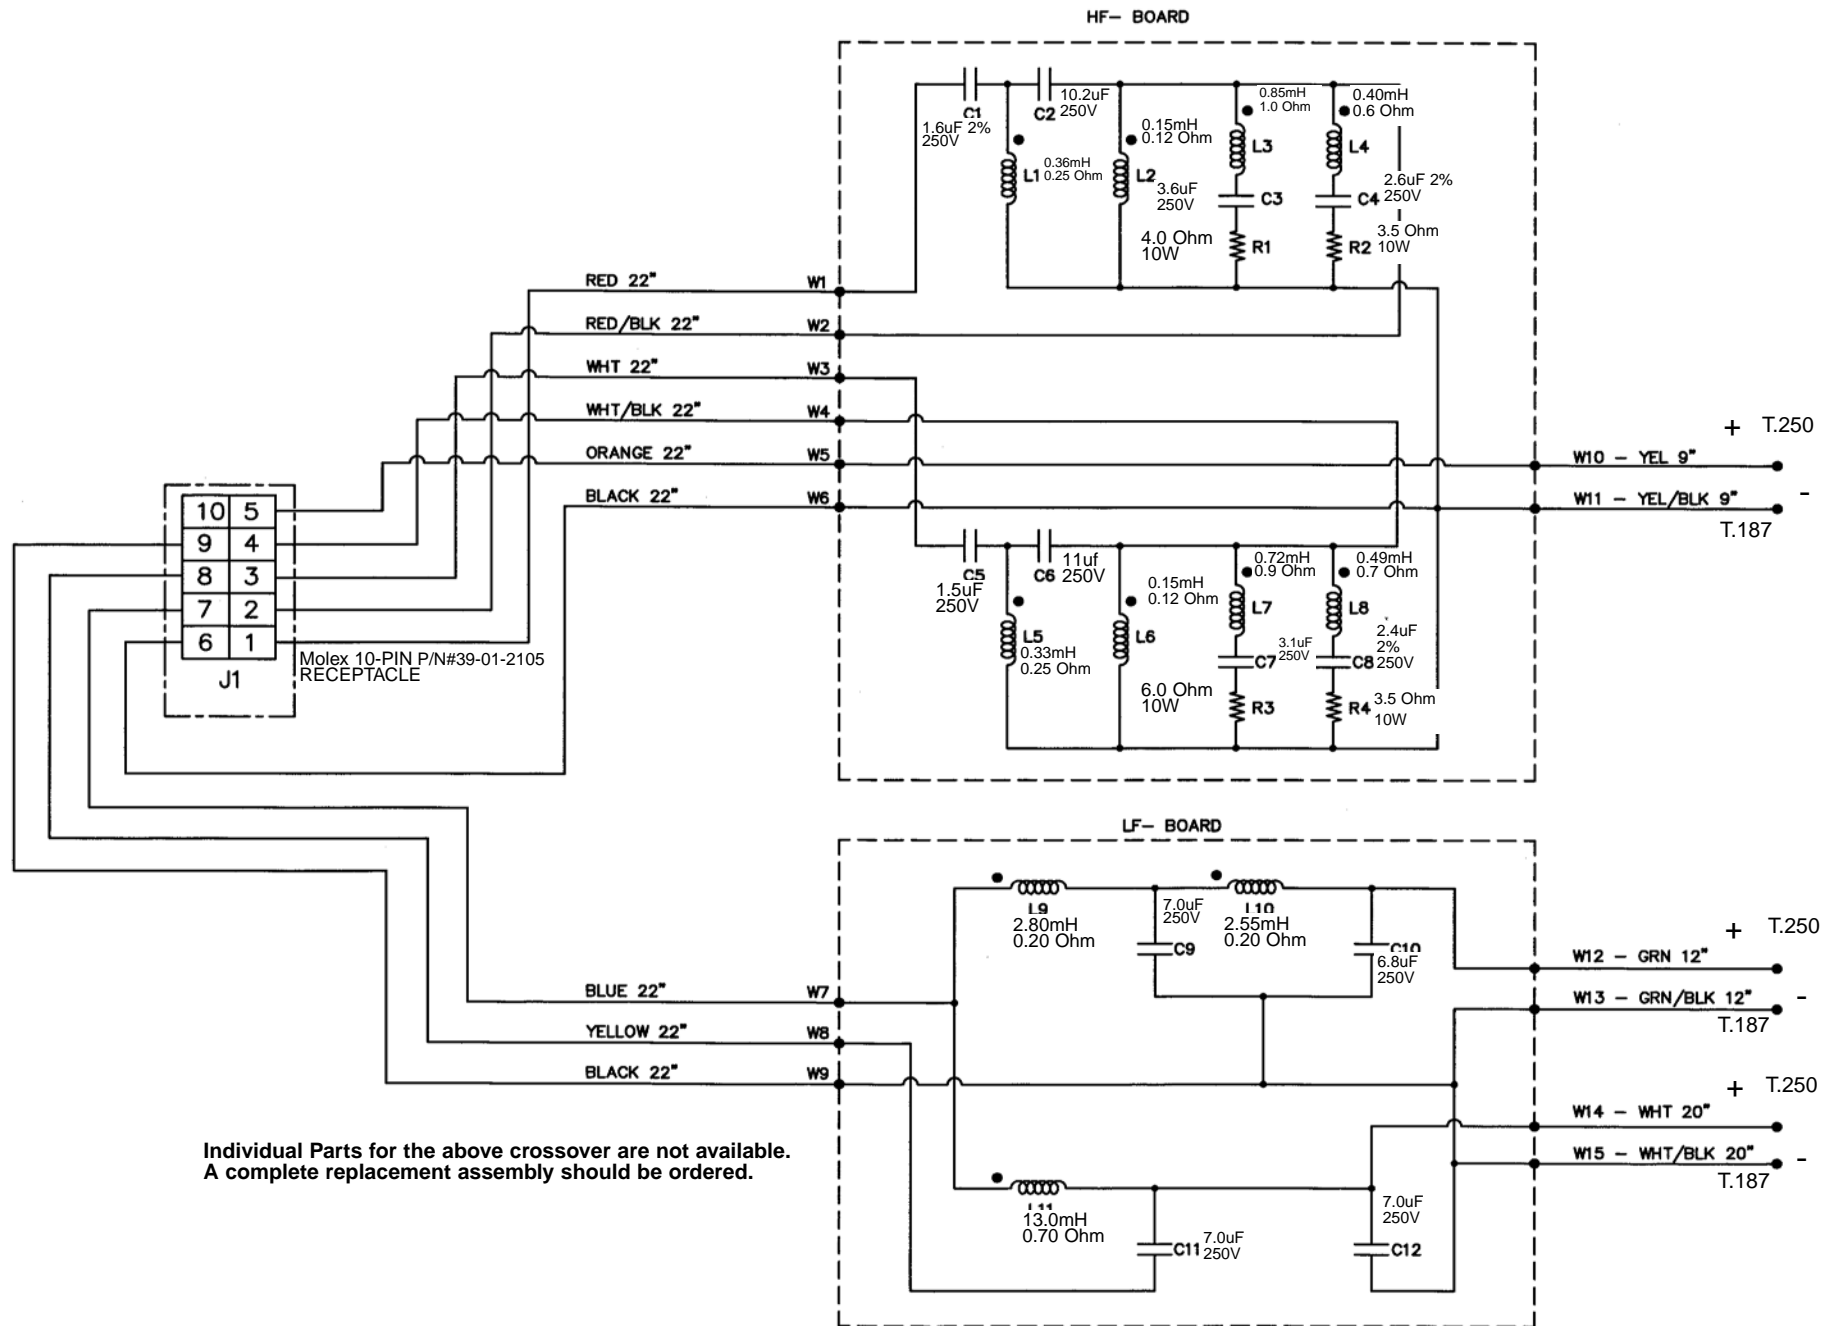 HF- BOARD
C1
1.6uF 2%
250V
C2
10.2uF
250V
L1
0.36mH
0.25 Ohm
0.15mH
0.12 Ohm
L2
0.85mH
1.0 Ohm
L3
3.6uF
250V
C3
4.0 Ohm
10W
R1
0.40mH
0.6 Ohm
L4
2.6uF 2%
250V
C4
3.5 Ohm
10W
R2
RED 22" W1
RED/BLK 22" W2
WHT 22" W3
WHT/BLK 22" W4
ORANGE 22" W5
BLACK 22" W6
+ T.250
W10 - YEL 9"
W11 - YEL/BLK 9" -
T.187
10 5
9 4
8 3
7 2
6 1
J1
Molex 10-PIN P/N#39-01-2105
RECEPTACLE
C5
1.5uF
250V
C6
11uf
250V
L5
0.33mH
0.25 Ohm
0.15mH
0.12 Ohm
L6
0.72mH
0.9 Ohm
L7
3.1uF
250V
C7
6.0 Ohm
10W
R3
0.49mH
0.7 Ohm
L8
2.4uF
2%
250V
C8
3.5 Ohm
10W
R4
LF- BOARD
L9
2.80mH
0.20 Ohm
7.0uF
250V
C9
L10
2.55mH
0.20 Ohm
C10
6.8uF
250V
+ T.250
W12 - GRN 12"
W13 - GRN/BLK 12" -
T.187
BLUE 22" W7
YELLOW 22" W8
BLACK 22" W9
+ T.250
W14 - WHT 20"
W15 - WHT/BLK 20" -
T.187
Individual Parts for the above crossover are not available.
A complete replacement assembly should be ordered.
L11
13.0mH
0.70 Ohm
C11
7.0uF
250V
7.0uF
250V
C12